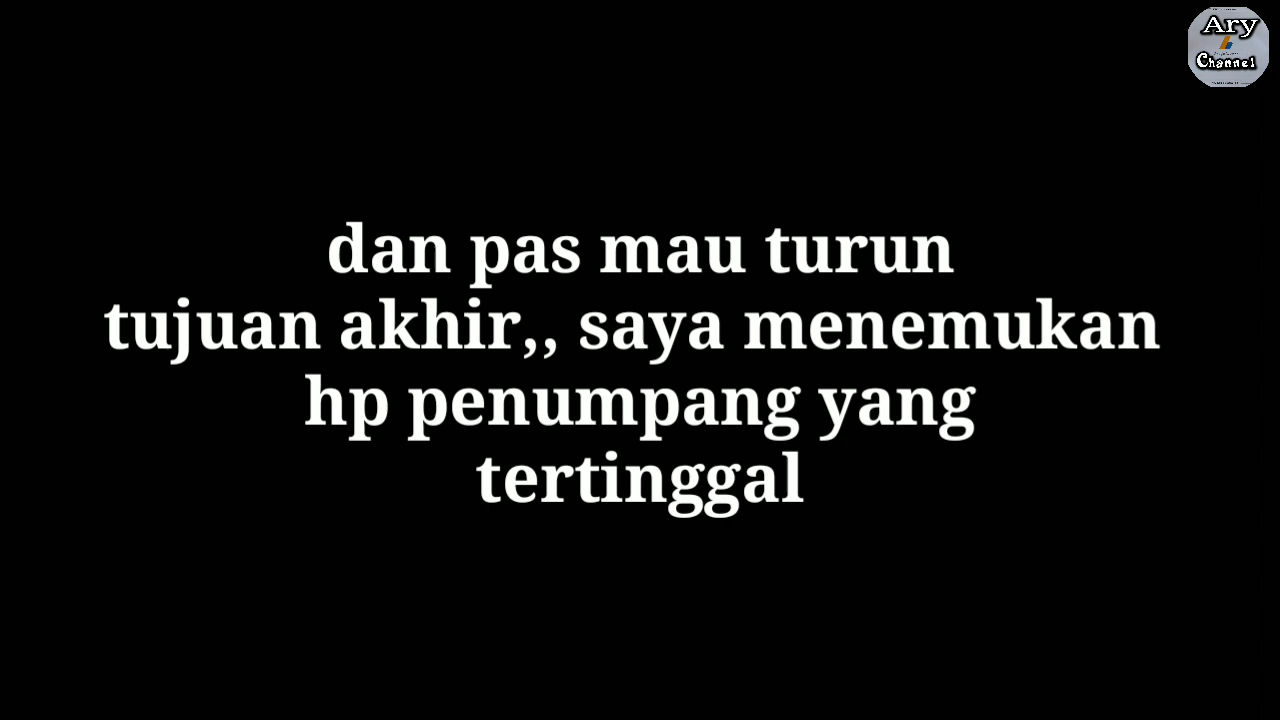 Ary
Channel
dan pas mau turun
tujuan akhir,, saya menemukan
hp penumpang yang
tertinggal